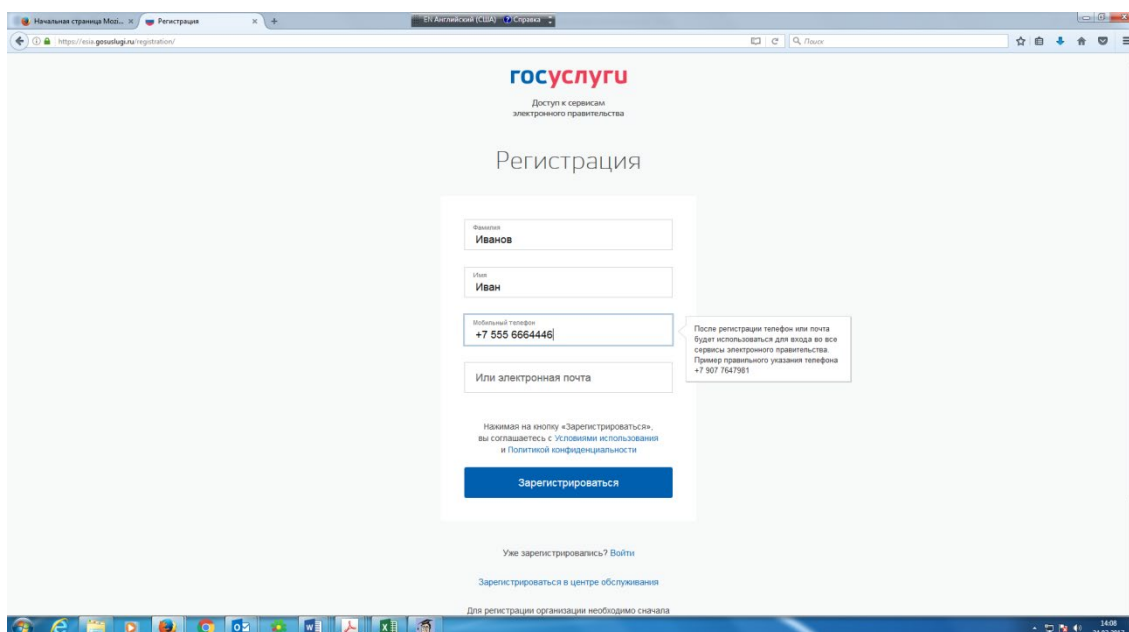 Начальная страница Mozi...
Регистрация
EN Английский (США)
Справка
https://esia.gosuslugi.ru/registration/
Поиск
госуслуги
Доступ к сервисам
электронного правительства
Регистрация
Фамилия
Иванов
Имя
Иван
Мобильный телефон
+7 555 6664446
После регистрации телефон или почта
будет использоваться для входа во все
сервисы электронного правительства.
Пример правильного указания телефона
+7 907 7647981
Или электронная почта
Нажимая на кнопку «Зарегистрироваться»,
вы соглашаетесь с Условиями использования
и Политикой конфиденциальности
Зарегистрироваться
Уже зарегистрировались? Войти
Зарегистрироваться в центре обслуживания
Для регистрации организации необходимо сначала
14:08